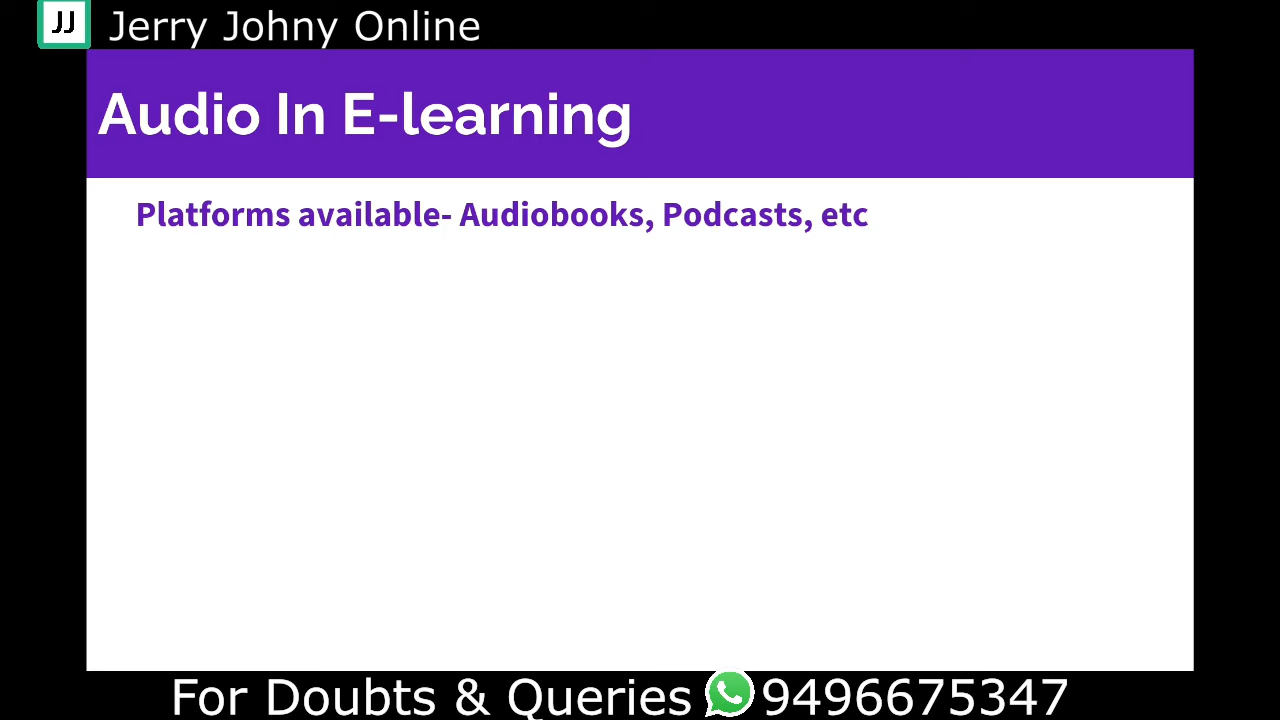 JJ Jerry Johny Online
Audio In E-learning
Platforms available- Audiobooks, Podcasts, etc
For Doubts & Queries 9496675347